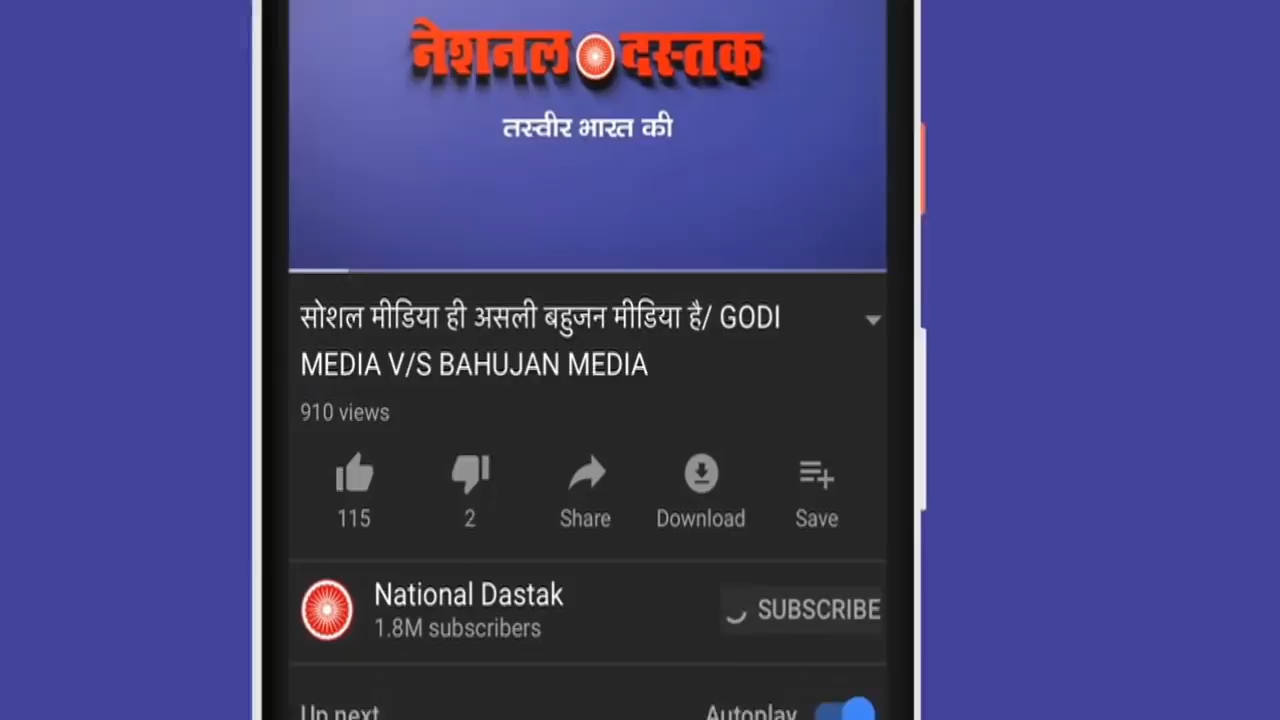 नेशनल दस्तक
तस्वीर भारत की
सोशल मीडिया ही असली बहुजन मीडिया है/ GODI
MEDIA V/S BAHUJAN MEDIA
910 views
115
2
Share
Download
Save
National Dastak
1.8M subscribers
SUBSCRIBE
Up next
Autoplay